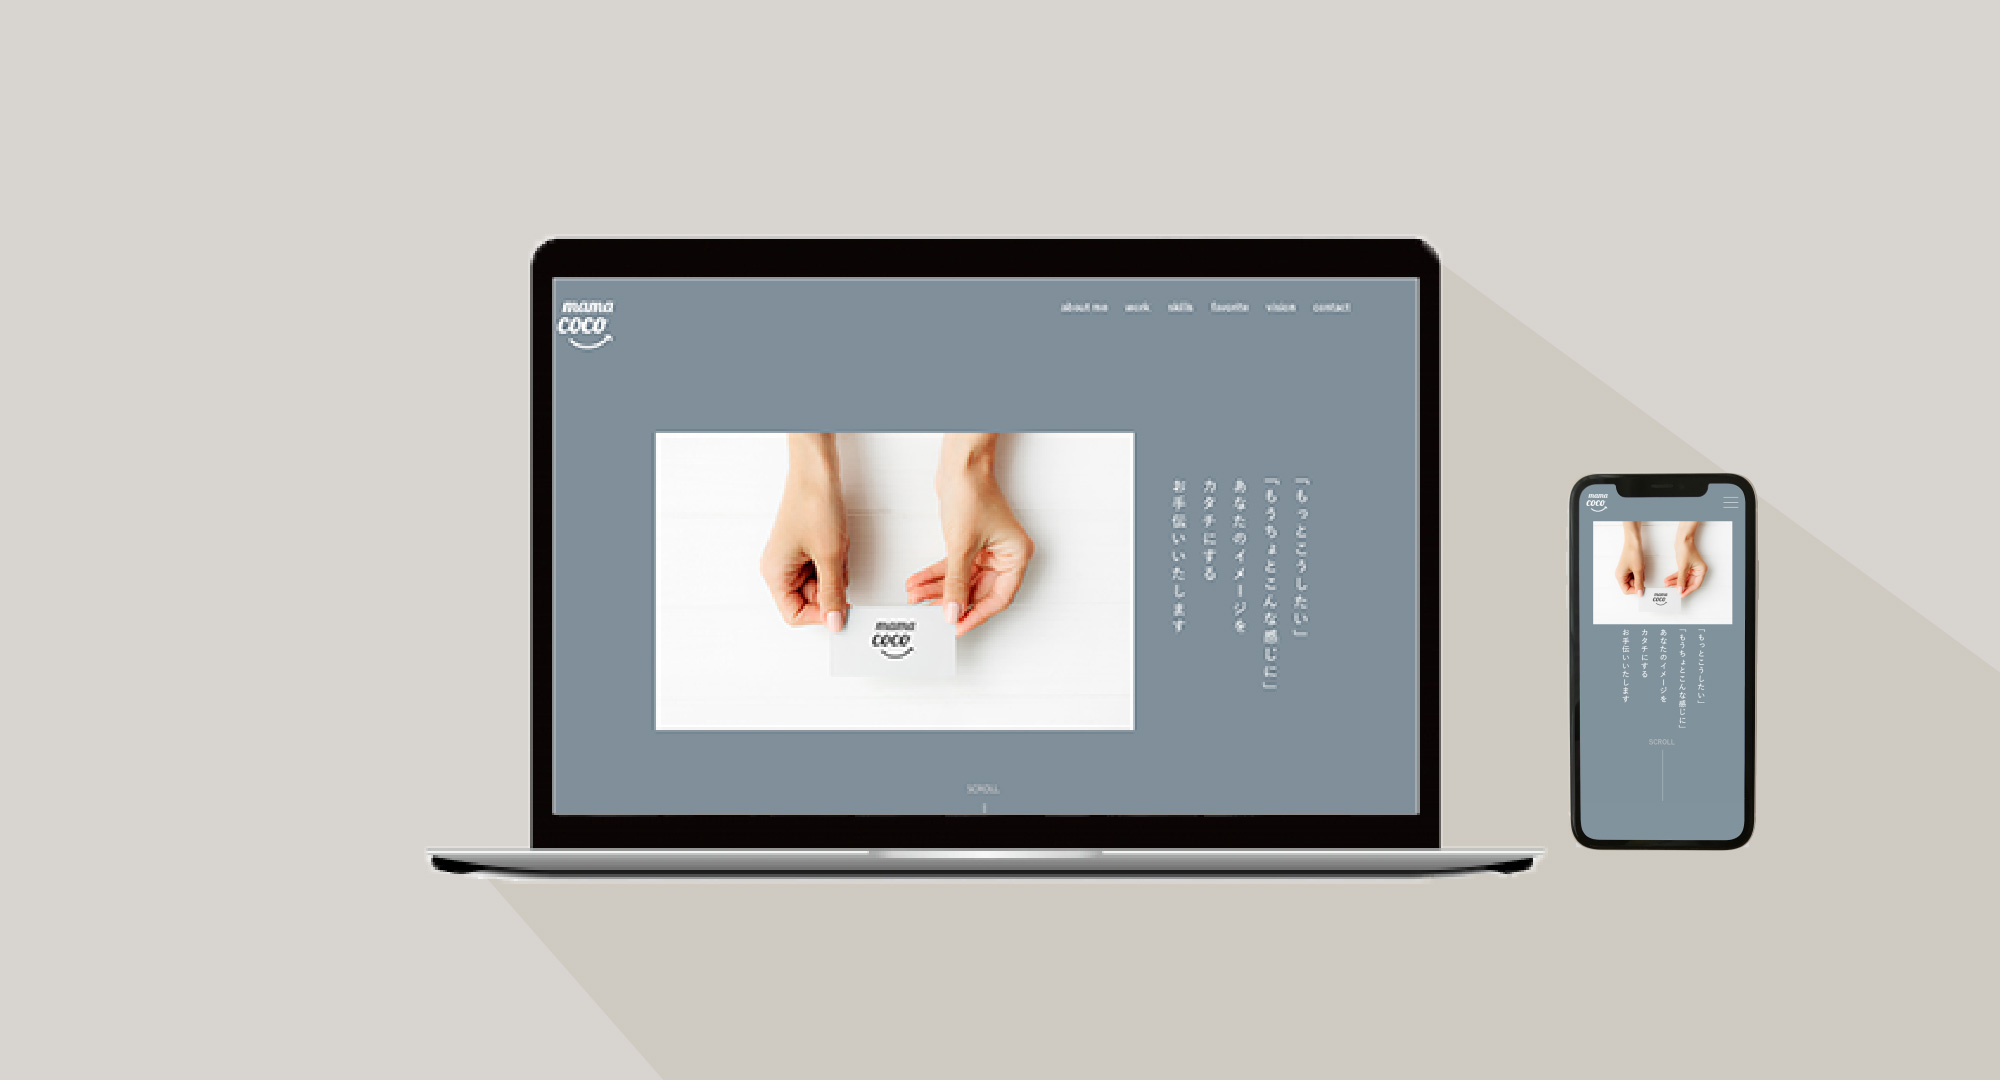 mama
coco
about me work skills favorite vision contact
「もっとこうしたい」
「もうちょとこんな感じに」
あなたのイメージを
カタチにする
お手伝いいたします
mama
coco
SCROLL
mama
coco
mama
coco
「もっとこうしたい」
「もうちょとこんな感じに」
あなたのイメージを
カタチにする
お手伝いいたします
SCROLL